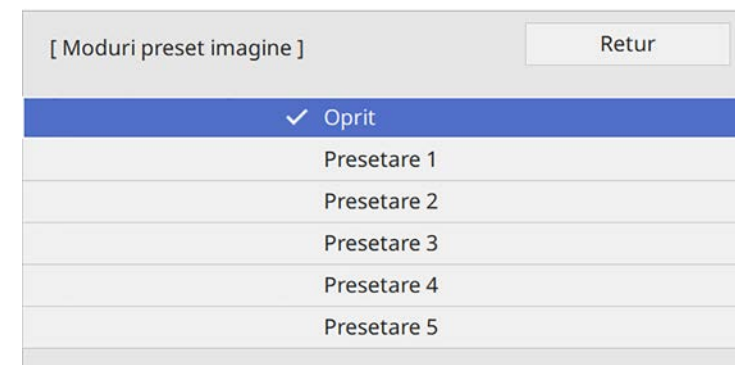 [ Moduri preset imagine ]
Retur
Oprit
Presetare 1
Presetare 2
Presetare 3
Presetare 4
Presetare 5